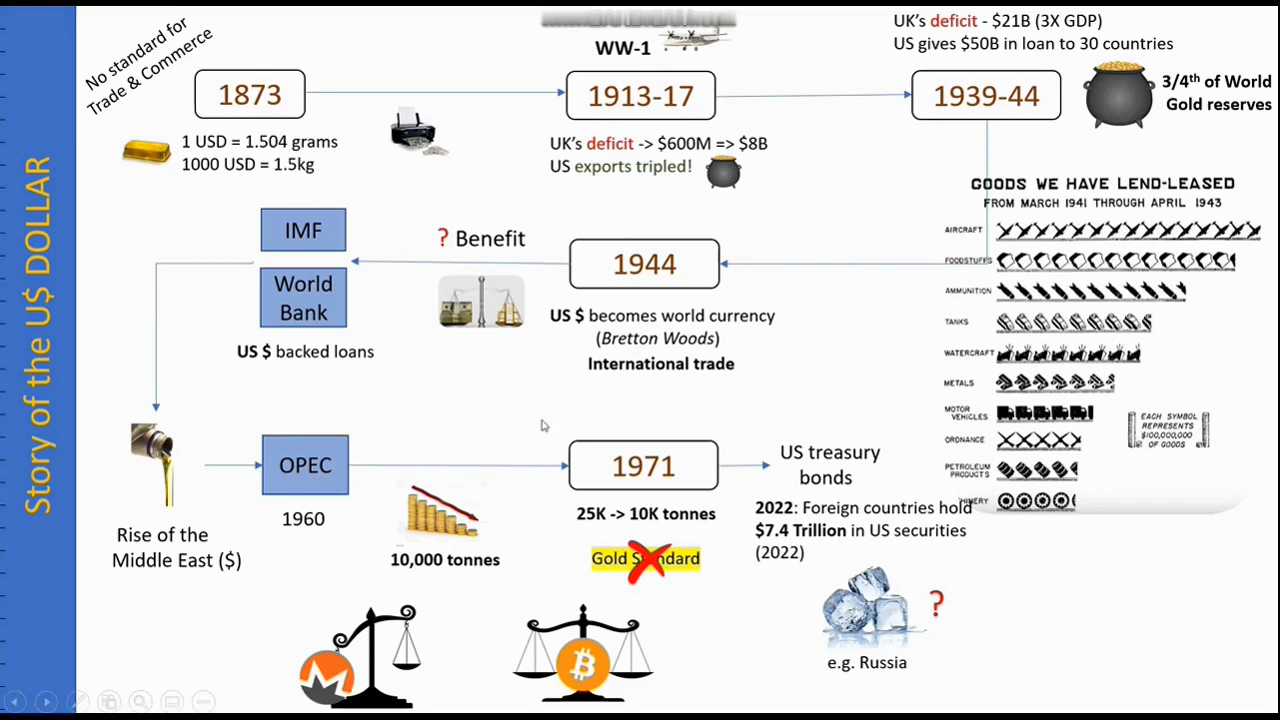 Story of the U$ DOLLAR
No standard for
Trade & Commerce
1873
1 USD = 1.504 grams
1000 USD = 1.5kg
WW-1
1913-17
UK's deficit -> $600M => $8B
US exports tripled!
UK's deficit - $21B (3X GDP)
US gives $50B in loan to 30 countries
1939-44
3/4th of World
Gold reserves
GOODS WE HAVE LEND-LEASED
FROM MARCH 1941 THROUGH APRIL 1943
AIRCRAFT
FOODSTUFFS
AMMUNITION
TANKS
WATERCRAFT
METALS
MOTOR
VEHICLES
ORDNANCE
PETROLEUM
PRODUCTS
EACH SYMBOL
REPRESENTS
$100,000,000
OF GOODS
1944
US $ becomes world currency
(Bretton Woods)
International trade
? Benefit
IMF
World
Bank
US $ backed loans
Rise of the
Middle East ($)
OPEC
1960
10,000 tonnes
1971
25K -> 10K tonnes
Gold Standard
US treasury
bonds
2022: Foreign countries hold
$7.4 Trillion in US securities
(2022)
?
e.g. Russia